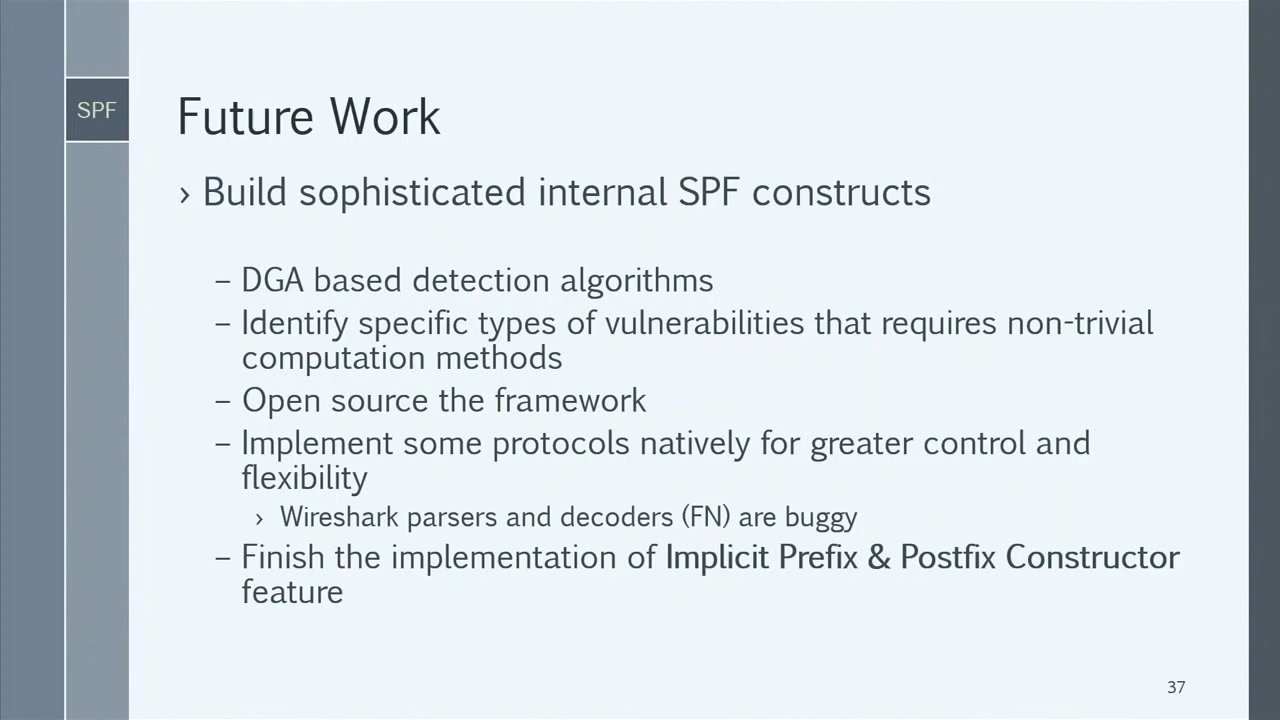 SPF
Future Work
› Build sophisticated internal SPF constructs
– DGA based detection algorithms
– Identify specific types of vulnerabilities that requires non-trivial
computation methods
– Open source the framework
– Implement some protocols natively for greater control and
flexibility
› Wireshark parsers and decoders (FN) are buggy
– Finish the implementation of Implicit Prefix & Postfix Constructor
feature
37